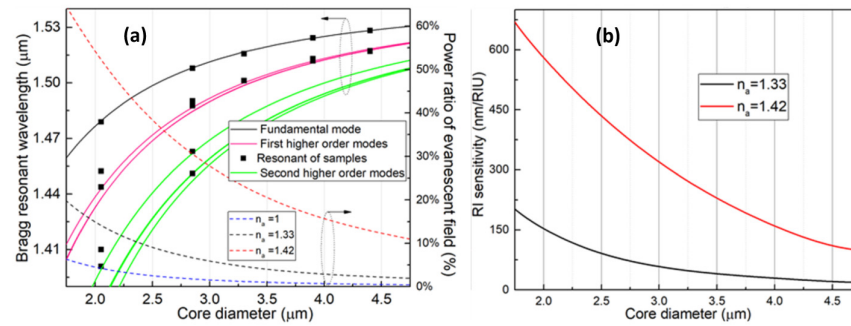 (a)
Bragg resonant wavelength (μm)
1.53
1.50
1.47
1.44
1.41
Fundamental mode
First higher order modes
Resonant of samples
Second higher order modes
nₐ=1
nₐ=1.33
nₐ=1.42
60%
50%
40%
30%
20%
10%
0%
Power ratio of evanescent field (%)
2.0 2.5 3.0 3.5 4.0 4.5
Core diameter (μm)
(b)
RI sensitivity (nm/RIU)
600
450
300
150
0
nₐ=1.33
nₐ=1.42
2.0 2.5 3.0 3.5 4.0 4.5
Core diameter (μm)